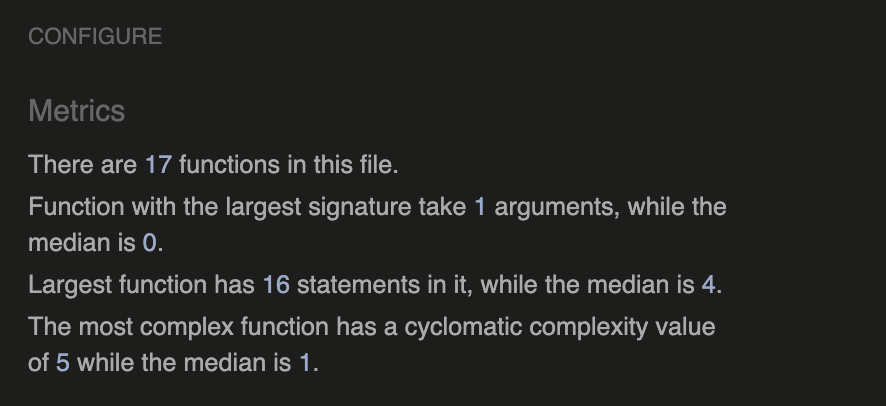 CONFIGURE
Metrics
There are 17 functions in this file.
Function with the largest signature take 1 arguments, while the
median is 0.
Largest function has 16 statements in it, while the median is 4.
The most complex function has a cyclomatic complexity value
of 5 while the median is 1.